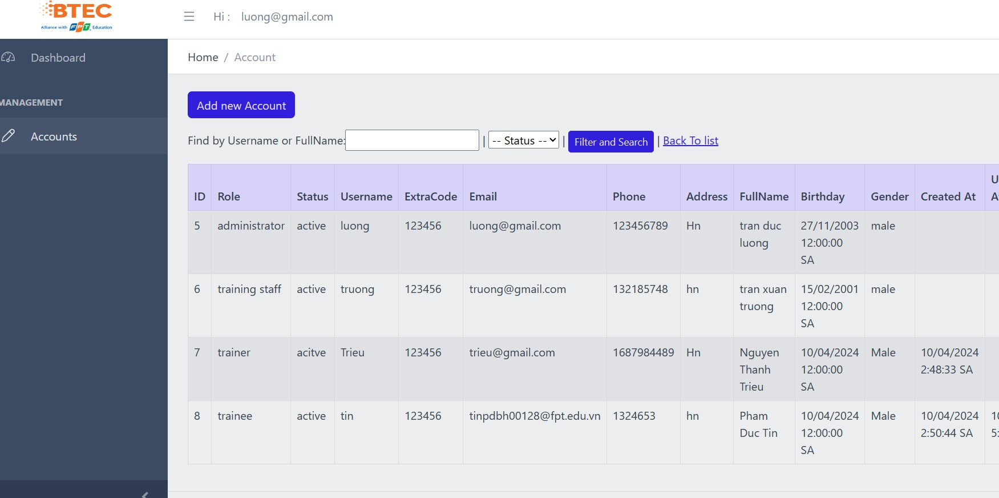 BTEC
Alliance with FPT. Education
Hi : luong@gmail.com
Dashboard
MANAGEMENT
Accounts
Home / Account
Add new Account
Find by Username or FullName: | -- Status -- | Filter and Search | Back To list
ID Role Status Username ExtraCode Email Phone Address FullName Birthday Gender Created At
5 administrator active luong 123456 luong@gmail.com 123456789 Hn tran duc 27/11/2003 male
luong 12:00:00
SA
6 training staff active truong 123456 truong@gmail.com 132185748 hn tran xuan 15/02/2001 male
truong 12:00:00
SA
7 trainer acitve Trieu 123456 trieu@gmail.com 1687984489 Hn Nguyen 10/04/2024 Male 10/04/2024
Thanh 12:00:00 2:48:33 SA
Trieu SA
8 trainee active tin 123456 tinpdbh00128@fpt.edu.vn 1324653 hn Pham 10/04/2024 Male 10/04/2024
Duc Tin 12:00:00 2:50:44 SA
SA